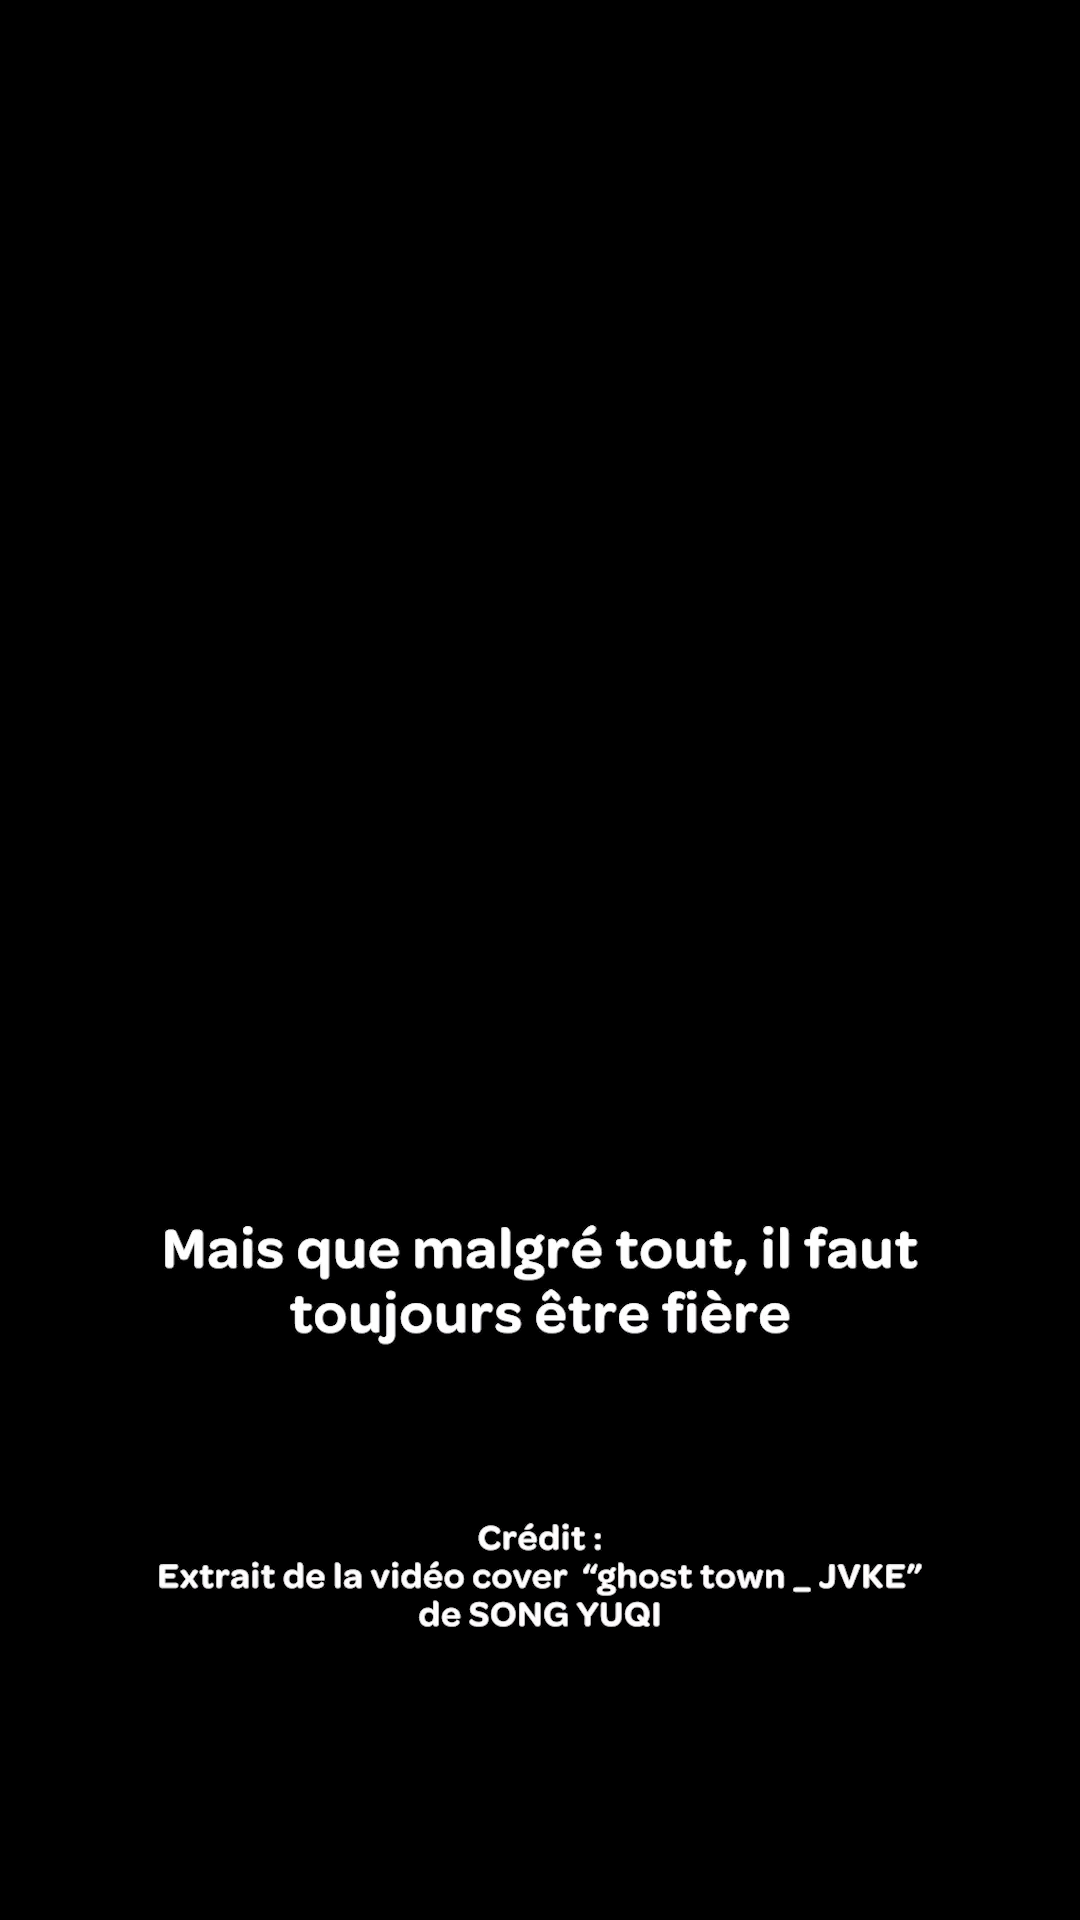 Mais que malgré tout, il faut
toujours être fière
Crédit :
Extrait de la vidéo cover “ghost town _ JVKE”
de SONG YUQI